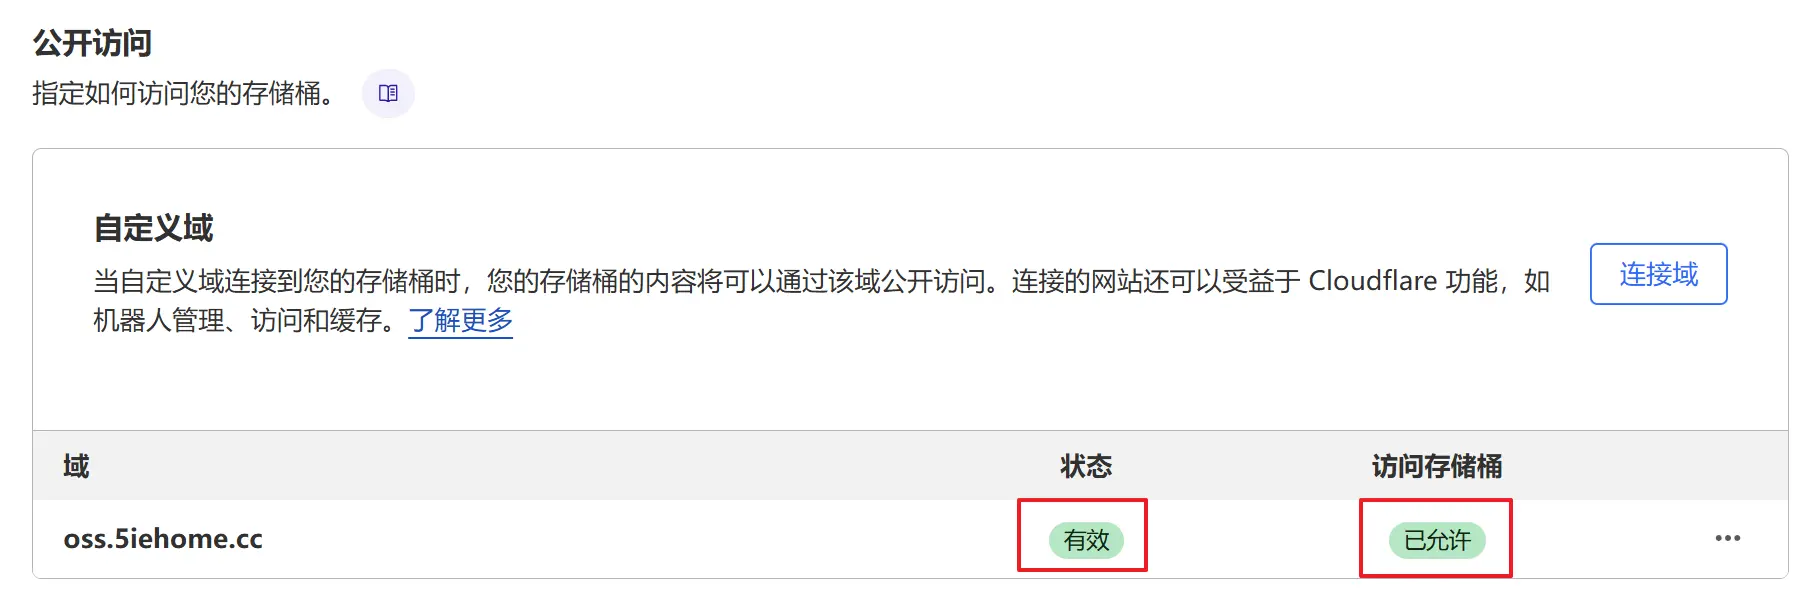 公开访问
指定如何访问您的存储桶。
自定义域
当自定义域连接到您的存储桶时，您的存储桶的内容将可以通过该域公开访问。连接的网站还可以受益于 Cloudflare 功能，如
机器人管理、访问和缓存。了解更多
连接域
域 状态 访问存储桶
oss.5iehome.cc 有效 已允许